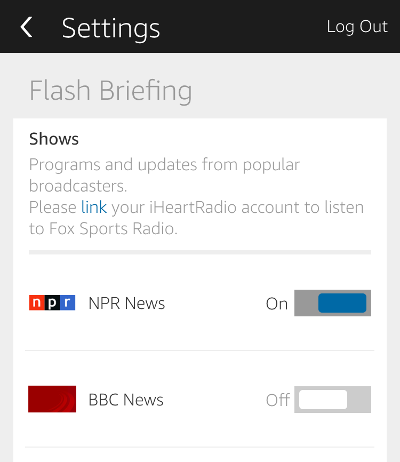 Settings
Log Out
Flash Briefing
Shows
Programs and updates from popular
broadcasters.
Please link your iHeartRadio account to listen
to Fox Sports Radio.
npr NPR News On
BBC News Off